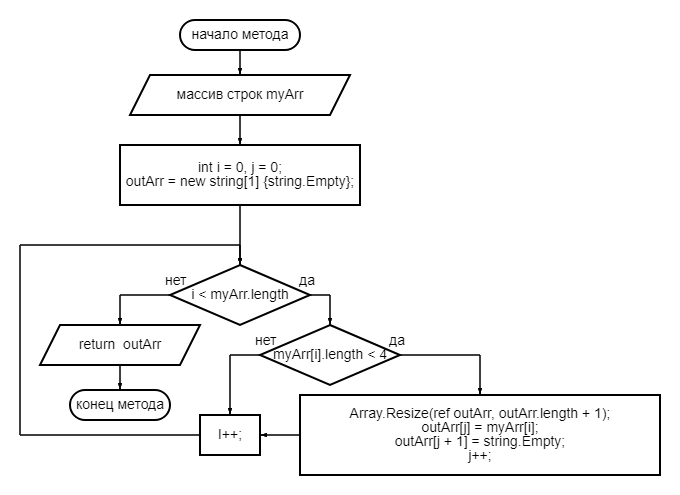 начало метода
массив строк myArr
int i = 0, j = 0;
outArr = new string[1] {string.Empty};
нет
да
i < myArr.length
return outArr
конец метода
нет
да
myArr[i].length < 4
Array.Resize(ref outArr, outArr.length + 1);
outArr[j] = myArr[i];
outArr[j + 1] = string.Empty;
j++;
I++;